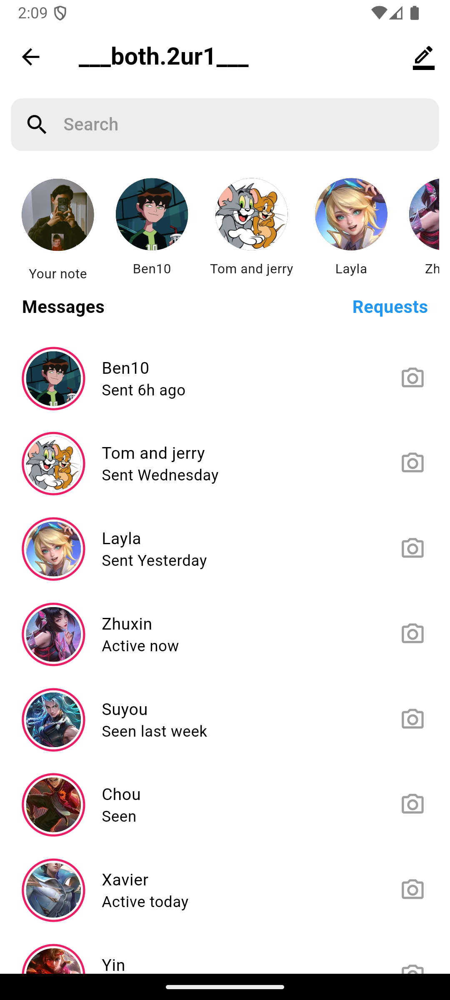 2:09
___both.2ur1___
Search
Your note
Ben10
Tom and jerry
Layla
Zh
Messages
Requests
Ben10
Sent 6h ago
Tom and jerry
Sent Wednesday
Layla
Sent Yesterday
Zhuxin
Active now
Suyou
Seen last week
Chou
Seen
Xavier
Active today
Yin